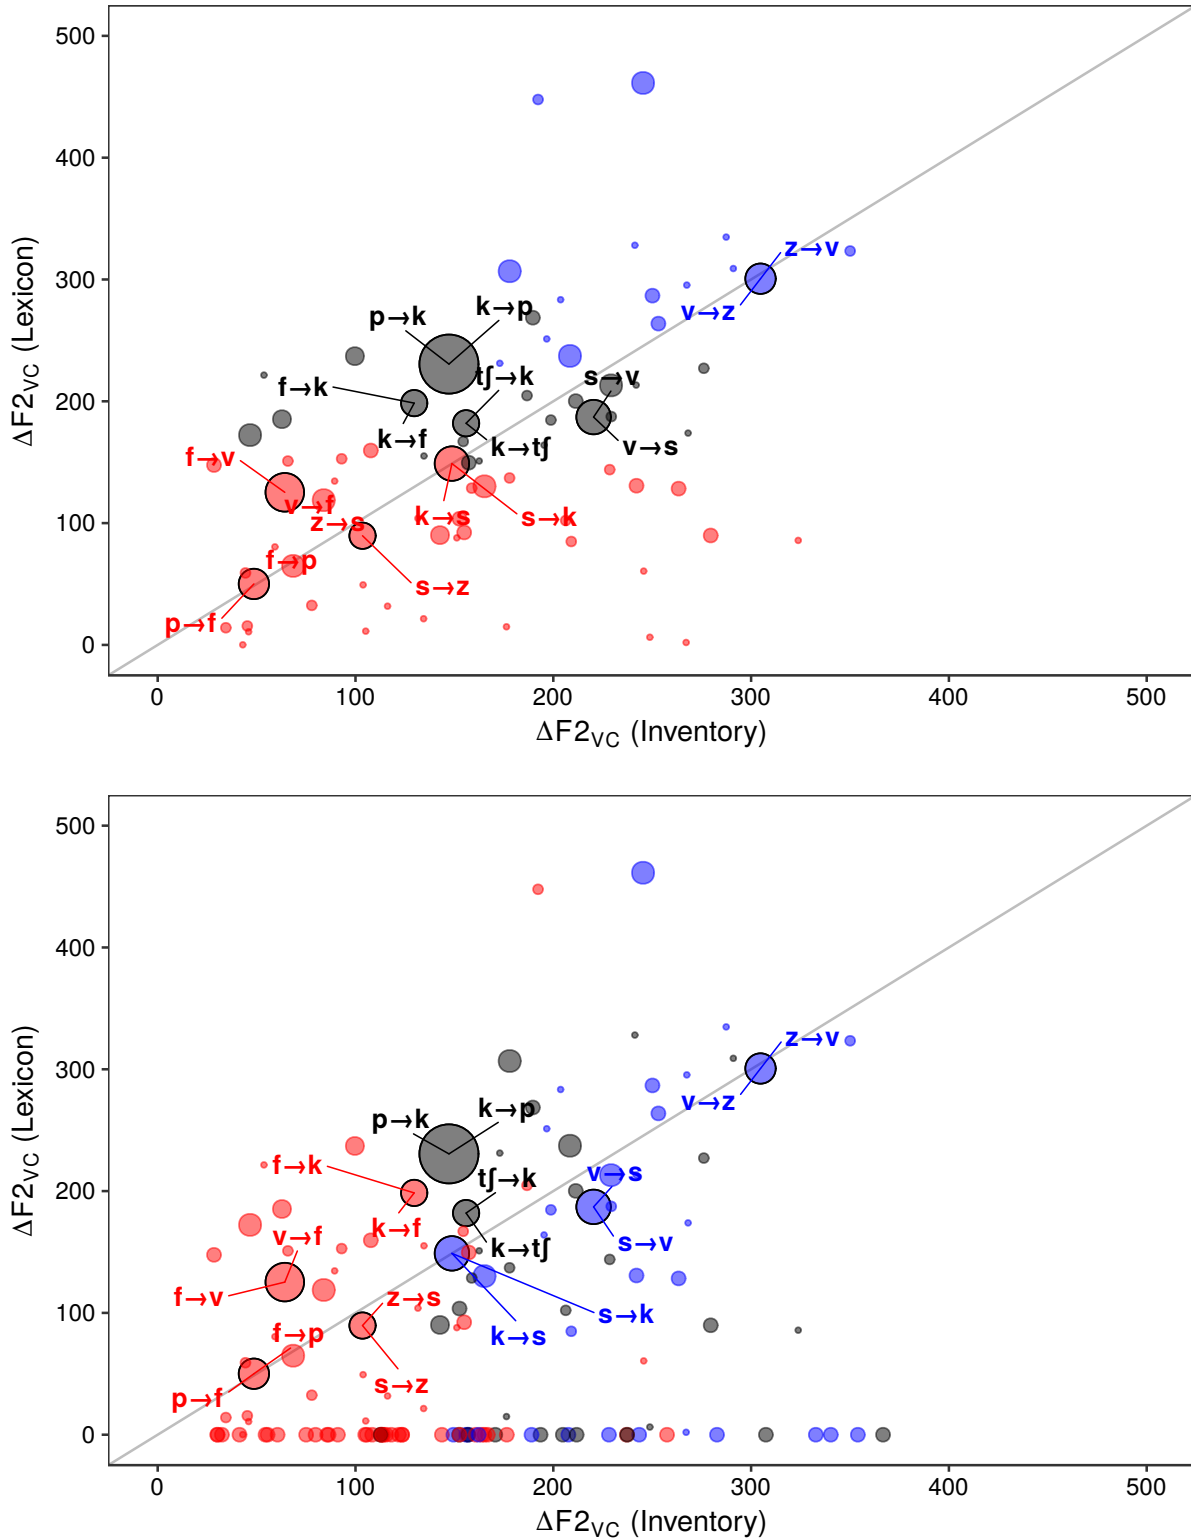 500
400
300
200
100
0
ΔF2VC (Lexicon)
z→v
v→z
k→p
p→k
tʃ→k
s→v
f→k
k→f
k→tʃ
v→s
f→v
v→f
z→s
k→s
s→k
f→p
s→z
p→f
0 100 200 300 400 500
ΔF2VC (Inventory)
500
400
300
200
100
0
ΔF2VC (Lexicon)
z→v
v→z
k→p
p→k
f→k
tʃ→k
v→s
k→f
v→f
k→tʃ
s→v
f→v
z→s
s→k
f→p
k→s
s→z
p→f
0 100 200 300 400 500
ΔF2VC (Inventory)